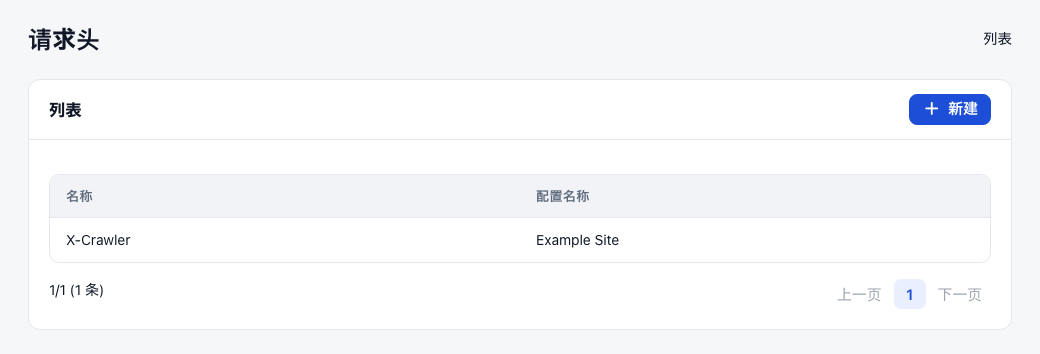 请求头
列表
列表
新建
名称 配置名称
X-Crawler Example Site
1/1 (1 条)
上一页 1 下一页